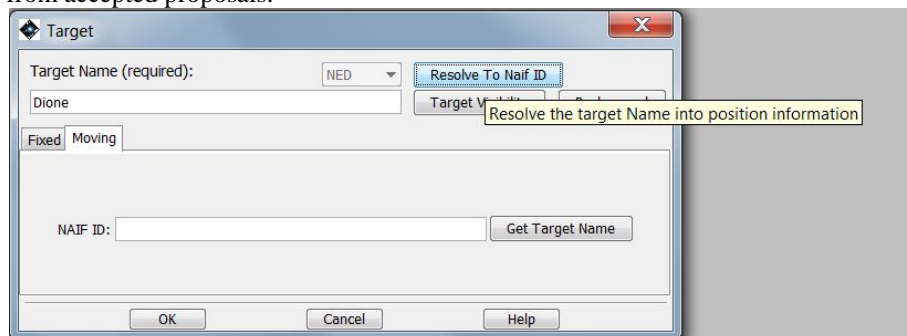 from accepted proposals.
Target
Target Name (required):
NED
Resolve To Naif ID
Dione
Target
Resolve the target Name into position information
Fixed
Moving
NAIF ID:
Get Target Name
OK
Cancel
Help